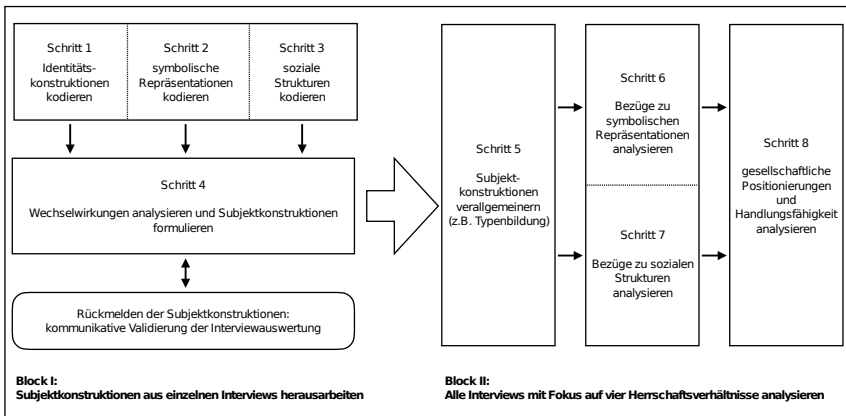 Schritt 1
Identitäts-
konstruktionen
kodieren
Schritt 2
symbolische
Repräsentationen
kodieren
Schritt 3
soziale
Strukturen
kodieren
Schritt 4
Wechselwirkungen analysieren und Subjektkonstruktionen
formulieren
Rückmelden der Subjektkonstruktionen:
kommunikative Validierung der Interviewauswertung
Block I:
Subjektkonstruktionen aus einzelnen Interviews herausarbeiten
Schritt 5
Subjekt-
konstruktionen
verallgemeinern
(z.B. Typenbildung)
Schritt 6
Bezüge zu
symbolischen
Repräsentationen
analysieren
Schritt 7
Bezüge zu sozialen
Strukturen
analysieren
Schritt 8
gesellschaftliche
Positionierungen
und
Handlungsfähigkeit
analysieren
Block II:
Alle Interviews mit Fokus auf vier Herrschaftsverhältnisse analysieren